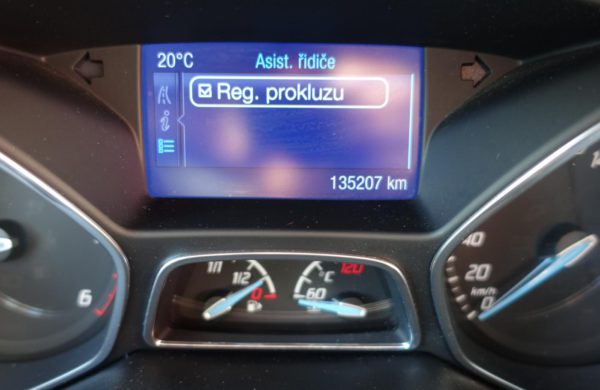 20°C Asist. řidiče
Reg. prokluzu
135207 km
1/1
1/2
0
°C
120
60
6
40
20
km/h
0